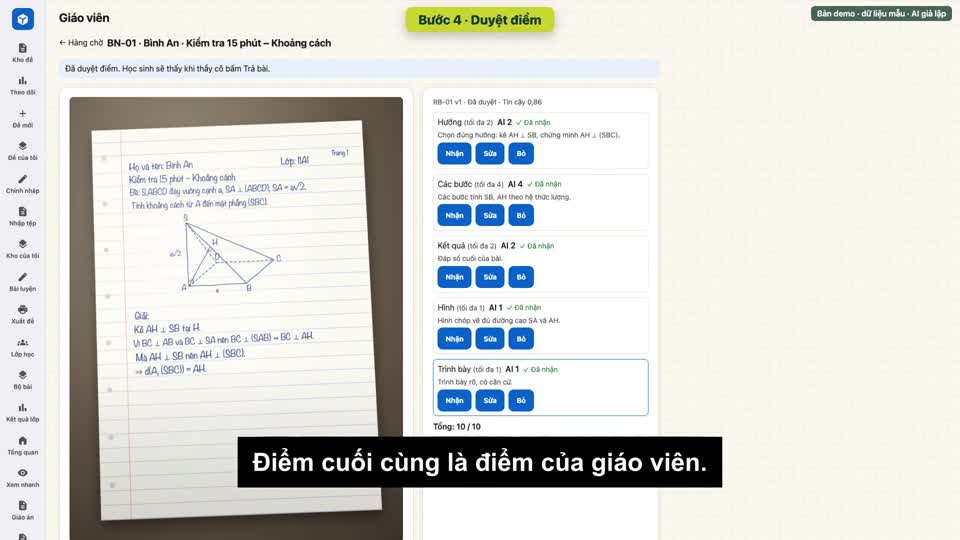 Giáo viên
Bước 4 · Duyệt điểm
Bản demo · dữ liệu mẫu · AI giả lập
← Hàng chờ BN-01 · Bình An · Kiểm tra 15 phút – Khoảng cách
Đã duyệt điểm. Học sinh sẽ thấy khi thầy cô bấm Trả bài.
Kho đề
Theo dõi
Đề mới
Đề của tôi
Chỉnh nháp
Nhập tệp
Kho của tôi
Bài luyện
Xuất đề
Lớp học
Bộ bài
Kết quả lớp
Tổng quan
Xem nhanh
Giáo án
Trang 1
Họ và tên: Bình An
Lớp: 11A1
Kiểm tra 15 phút – Khoảng cách
Đề: S.ABCD đáy vuông cạnh a, SA ⊥ (ABCD), SA = a√2.
Tính khoảng cách từ A đến mặt phẳng (SBC).
S
H
a√2
D
C
A
B
a
Giải:
Kẻ AH ⊥ SB tại H.
Vì BC ⊥ AB và BC ⊥ SA nên BC ⊥ (SAB) ⇒ BC ⊥ AH.
Mà AH ⊥ SB nên AH ⊥ (SBC).
⇒ d(A, (SBC)) = AH.
RB-01 v1 · Đã duyệt · Tin cậy 0,86
Hướng (tối đa 2) AI 2 ✓ Đã nhận
Chọn đúng hướng: kẻ AH ⊥ SB, chứng minh AH ⊥ (SBC).
Nhận Sửa Bỏ
Các bước (tối đa 4) AI 4 ✓ Đã nhận
Các bước tính SB, AH theo hệ thức lượng.
Nhận Sửa Bỏ
Kết quả (tối đa 2) AI 2 ✓ Đã nhận
Đáp số cuối của bài.
Nhận Sửa Bỏ
Hình (tối đa 1) AI 1 ✓ Đã nhận
Hình chóp vẽ đủ đường cao SA và AH.
Nhận Sửa Bỏ
Trình bày (tối đa 1) AI 1 ✓ Đã nhận
Trình bày rõ, có căn cứ.
Nhận Sửa Bỏ
Tổng: 10 / 10
Điểm cuối cùng là điểm của giáo viên.